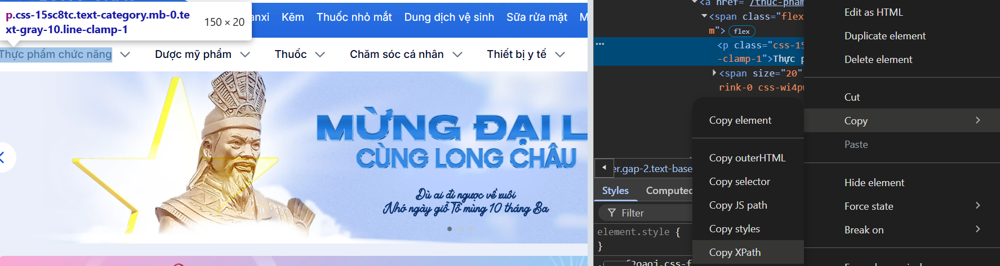 p.css-15sc8tc.text-category.mb-0.te
xt-gray-10.line-clamp-1
150 × 20
anxi Kẽm Thuốc nhỏ mắt Dung dịch vệ sinh Sữa rửa mặt M
Thực phẩm chức năng Dược mỹ phẩm Thuốc Chăm sóc cá nhân Thiết bị y tế
MỪNG ĐẠI L
CÙNG LONG CHÂU
Dù ai đi ngược về xuôi
Nhớ ngày giỗ Tổ mùng 10 tháng Ba
<a href="/thuc-pham
<span class="flex
m"> flex
<p class="css-15
-clamp-1">Thực p
<span size="20"
rink-0 css-wi4pw
er.gap-2.text-base
Styles Computed
Filter
element.style {
}
Copy element
Copy outerHTML
Copy selector
Copy JS path
Copy styles
Copy XPath
Edit as HTML
Duplicate element
Delete element
Cut
Copy
Paste
Hide element
Force state
Break on